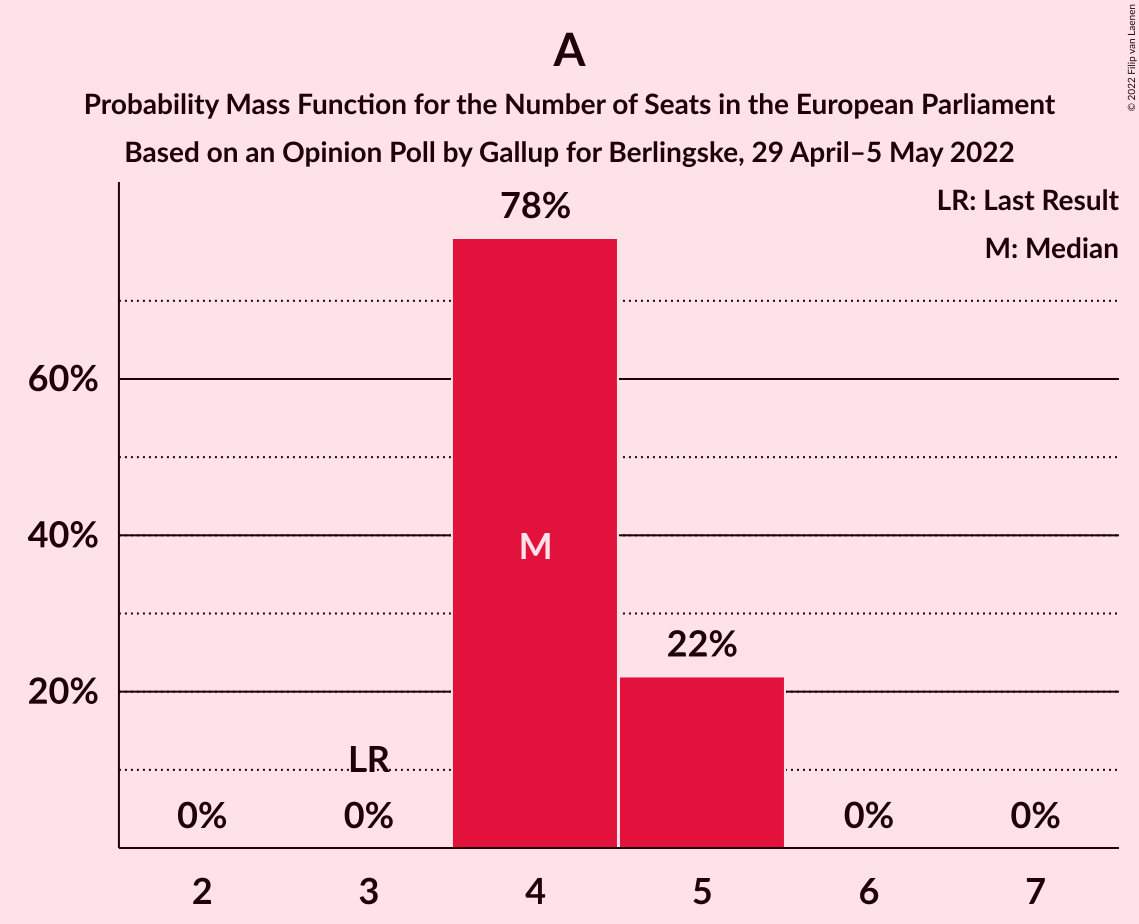 A
Probability Mass Function for the Number of Seats in the European Parliament
Based on an Opinion Poll by Gallup for Berlingske, 29 April–5 May 2022
© 2022 Filip van Laenen
LR: Last Result
M: Median
78%
60%
40%
M
22%
20%
LR
0%
0%
0%
0%
2
3
4
5
6
7